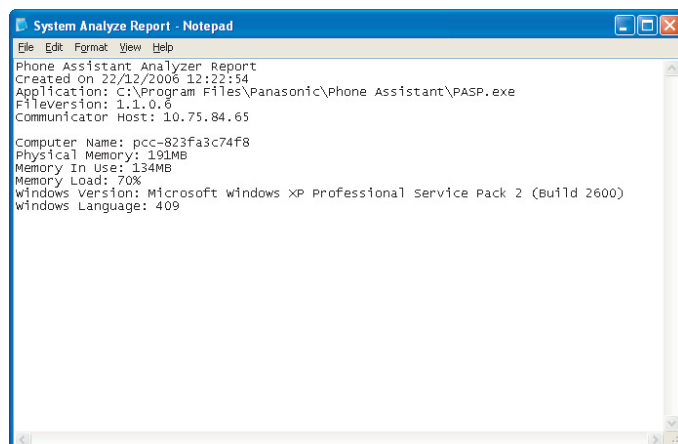 System Analyze Report - Notepad
File Edit Format View Help
Phone Assistant Analyzer Report
Created On 22/12/2006 12:22:54
Application: C:\Program Files\Panasonic\Phone Assistant\PASP.exe
FileVersion: 1.1.0.6
Communicator Host: 10.75.84.65
Computer Name: pcc-823fa3c74f8
Physical Memory: 191MB
Memory In Use: 134MB
Memory Load: 70%
Windows Version: Microsoft Windows XP Professional Service Pack 2 (Build 2600)
Windows Language: 409